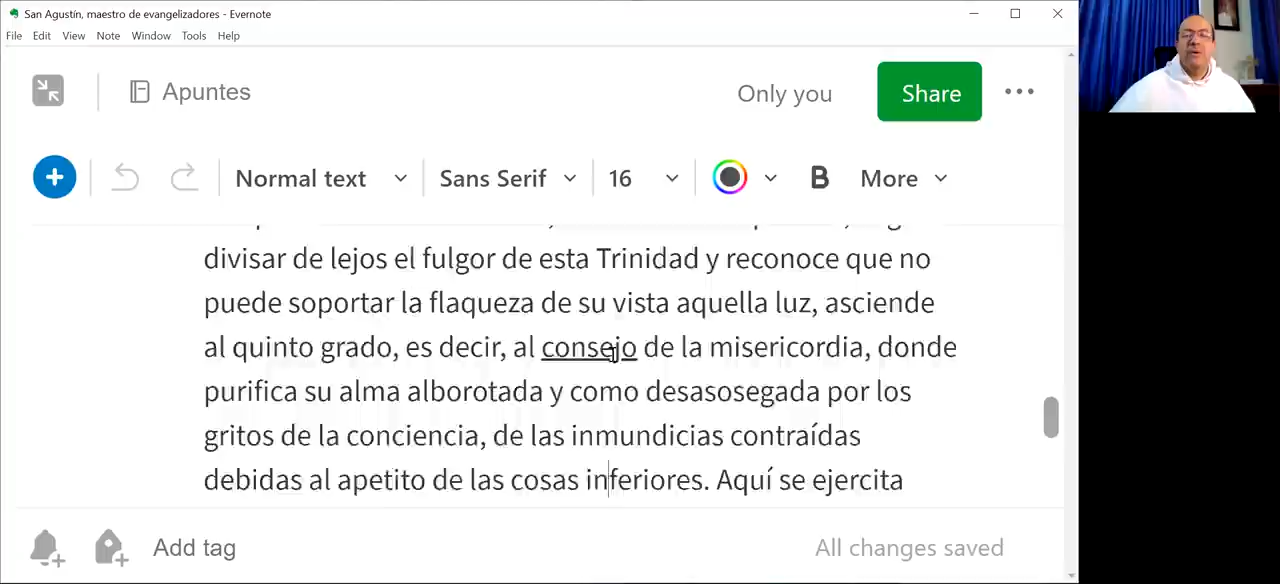 San Agustín, maestro de evangelizadores - Evernote
File Edit View Note Window Tools Help
Apuntes
Only you
Share
Normal text
Sans Serif
16
B
More
divisar de lejos el fulgor de esta Trinidad y reconoce que no
puede soportar la flaqueza de su vista aquella luz, asciende
al quinto grado, es decir, al consejo de la misericordia, donde
purifica su alma alborotada y como desasosegada por los
gritos de la conciencia, de las inmundicias contraídas
debidas al apetito de las cosas inferiores. Aquí se ejercita
Add tag
All changes saved